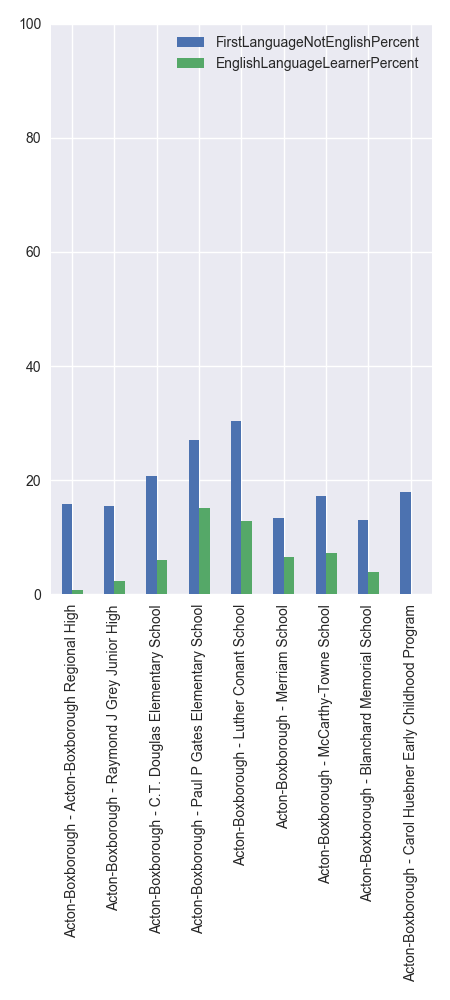 100
80
60
40
20
0
FirstLanguageNotEnglishPercent
EnglishLanguageLearnerPercent
Acton-Boxborough - Acton-Boxborough Regional High
Acton-Boxborough - Raymond J Grey Junior High
Acton-Boxborough - C.T. Douglas Elementary School
Acton-Boxborough - Paul P Gates Elementary School
Acton-Boxborough - Luther Conant School
Acton-Boxborough - Merriam School
Acton-Boxborough - McCarthy-Towne School
Acton-Boxborough - Blanchard Memorial School
Acton-Boxborough - Carol Huebner Early Childhood Program